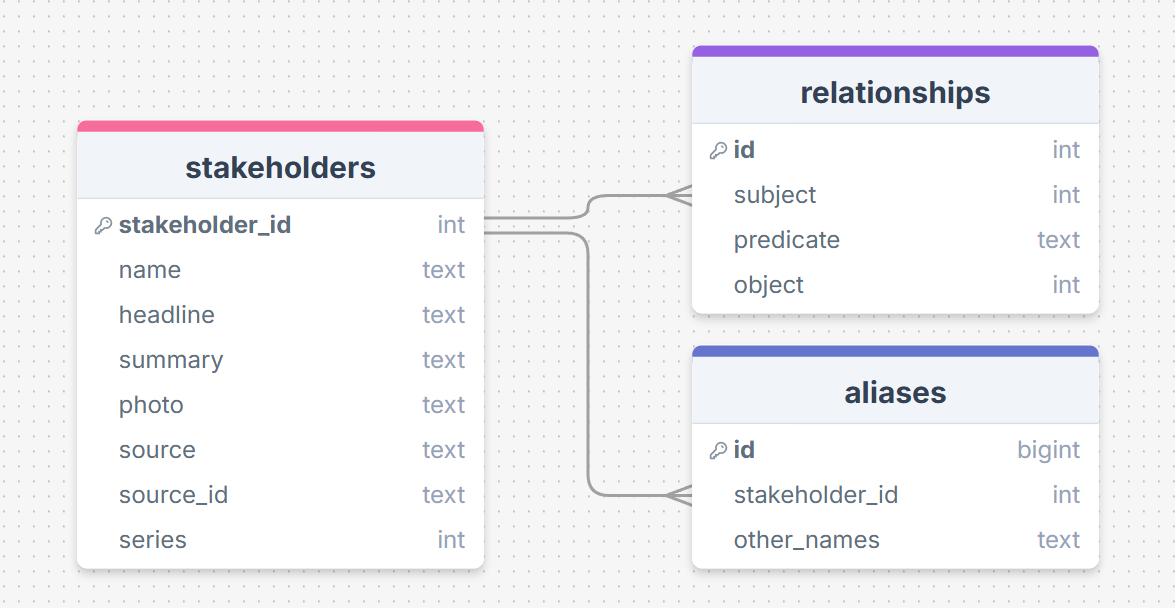 stakeholders
stakeholder_id int
name text
headline text
summary text
photo text
source text
source_id text
series int
relationships
id int
subject int
predicate text
object int
aliases
id bigint
stakeholder_id int
other_names text